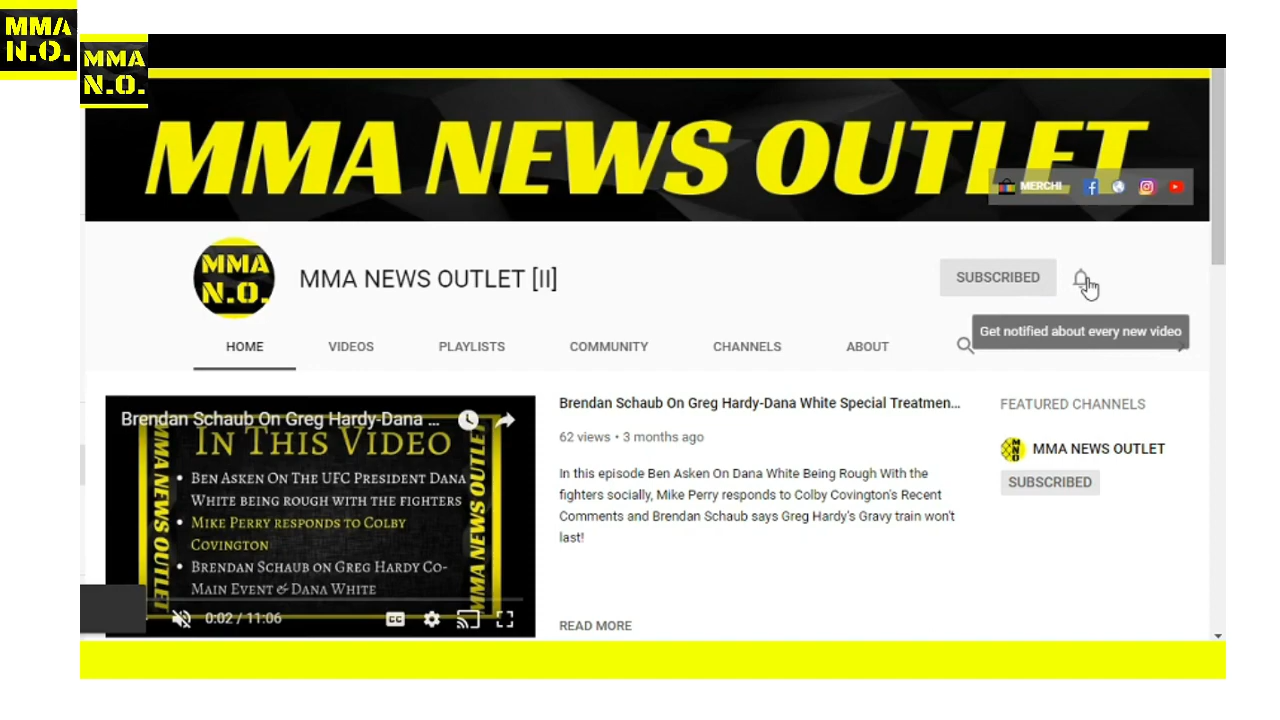 MMA
N.O.
MMA
N.O.
MMA NEWS OUTLET
MERCH!
MMA
N.O.
MMA NEWS OUTLET [II]
SUBSCRIBED
Get notified about every new video
HOME VIDEOS PLAYLISTS COMMUNITY CHANNELS ABOUT
Brendan Schaub On Greg Hardy-Dana ...
IN THIS VIDEO
MMA NEWS OUTLET
• BEN ASKEN ON THE UFC PRESIDENT DANA
WHITE BEING ROUGH WITH THE FIGHTERS
• MIKE PERRY RESPONDS TO COLBY
COVINGTON
• BRENDAN SCHAUB ON GREG HARDY CO-
MAIN EVENT & DANA WHITE
MMA NEWS OUTLET
0:02 / 11:06
CC
Brendan Schaub On Greg Hardy-Dana White Special Treatmen...
62 views • 3 months ago
In this episode Ben Asken On Dana White Being Rough With the
fighters socially, Mike Perry responds to Colby Covington's Recent
Comments and Brendan Schaub says Greg Hardy's Gravy train won't
last!
READ MORE
FEATURED CHANNELS
MMA NEWS OUTLET
SUBSCRIBED